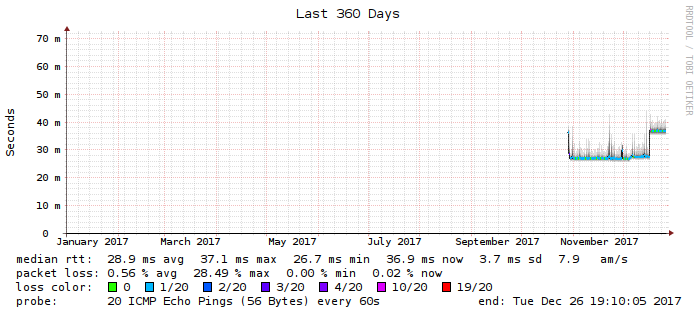 Last 360 Days
RRDTOOL / TOBI OETIKER
Seconds
70 m
60 m
50 m
40 m
30 m
20 m
10 m
0
January 2017 March 2017 May 2017 July 2017 September 2017 November 2017
median rtt: 28.9 ms avg 37.1 ms max 26.7 ms min 36.9 ms now 3.7 ms sd 7.9 am/s
packet loss: 0.56 % avg 28.49 % max 0.00 % min 0.02 % now
loss color: 0 1/20 2/20 3/20 4/20 10/20 19/20
probe: 20 ICMP Echo Pings (56 Bytes) every 60s end: Tue Dec 26 19:10:05 2017